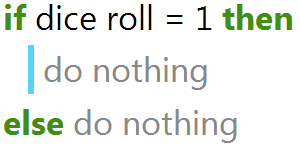 if dice roll = 1 then
do nothing
else do nothing